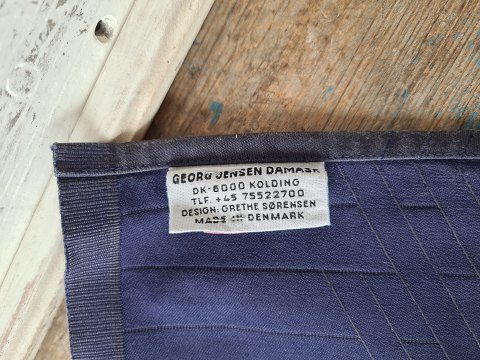 GEORG JENSEN DAMASK
DK-6000 KOLDING
TLF. +45 75522700
DESIGN: GRETHE SØRENSEN
MADE IN DENMARK